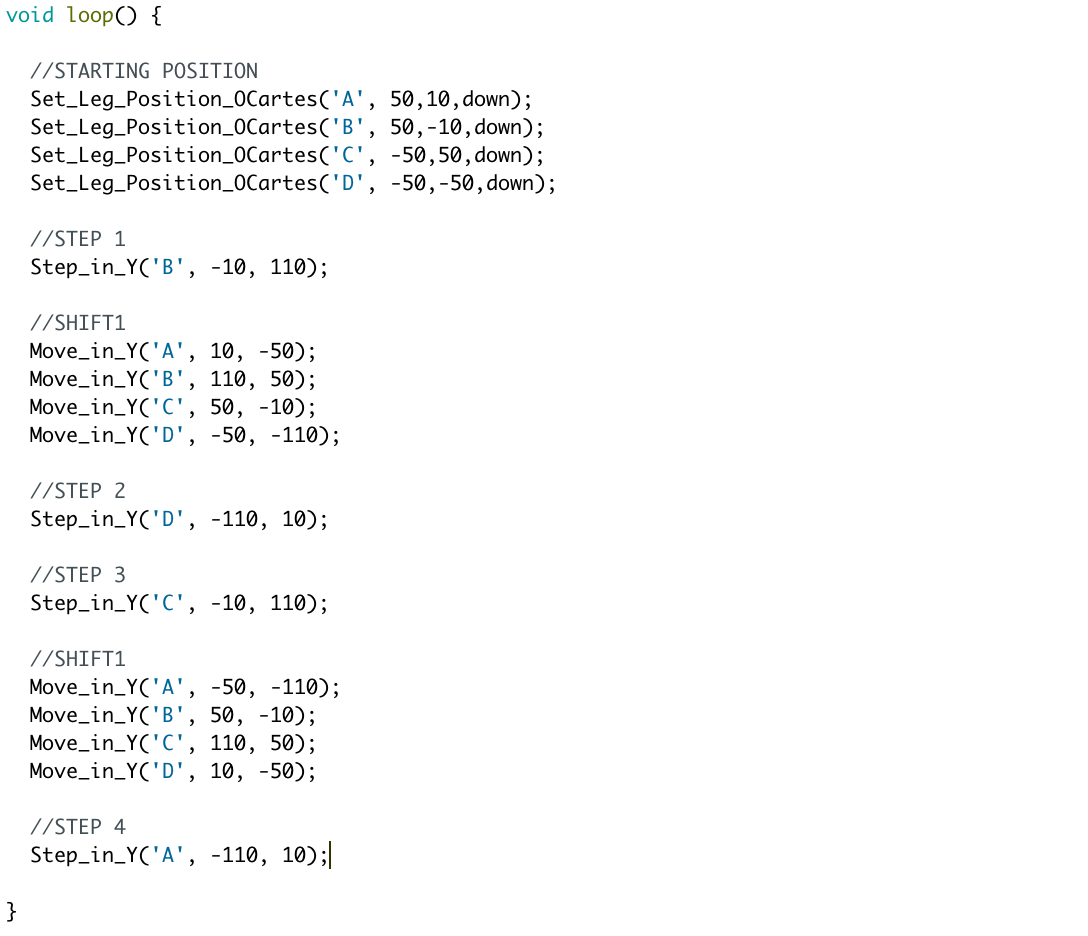 void loop() {
//STARTING POSITION
Set_Leg_Position_OCartes('A', 50,10,down);
Set_Leg_Position_OCartes('B', 50,-10,down);
Set_Leg_Position_OCartes('C', -50,50,down);
Set_Leg_Position_OCartes('D', -50,-50,down);
//STEP 1
Step_in_Y('B', -10, 110);
//SHIFT1
Move_in_Y('A', 10, -50);
Move_in_Y('B', 110, 50);
Move_in_Y('C', 50, -10);
Move_in_Y('D', -50, -110);
//STEP 2
Step_in_Y('D', -110, 10);
//STEP 3
Step_in_Y('C', -10, 110);
//SHIFT1
Move_in_Y('A', -50, -110);
Move_in_Y('B', 50, -10);
Move_in_Y('C', 110, 50);
Move_in_Y('D', 10, -50);
//STEP 4
Step_in_Y('A', -110, 10);
}